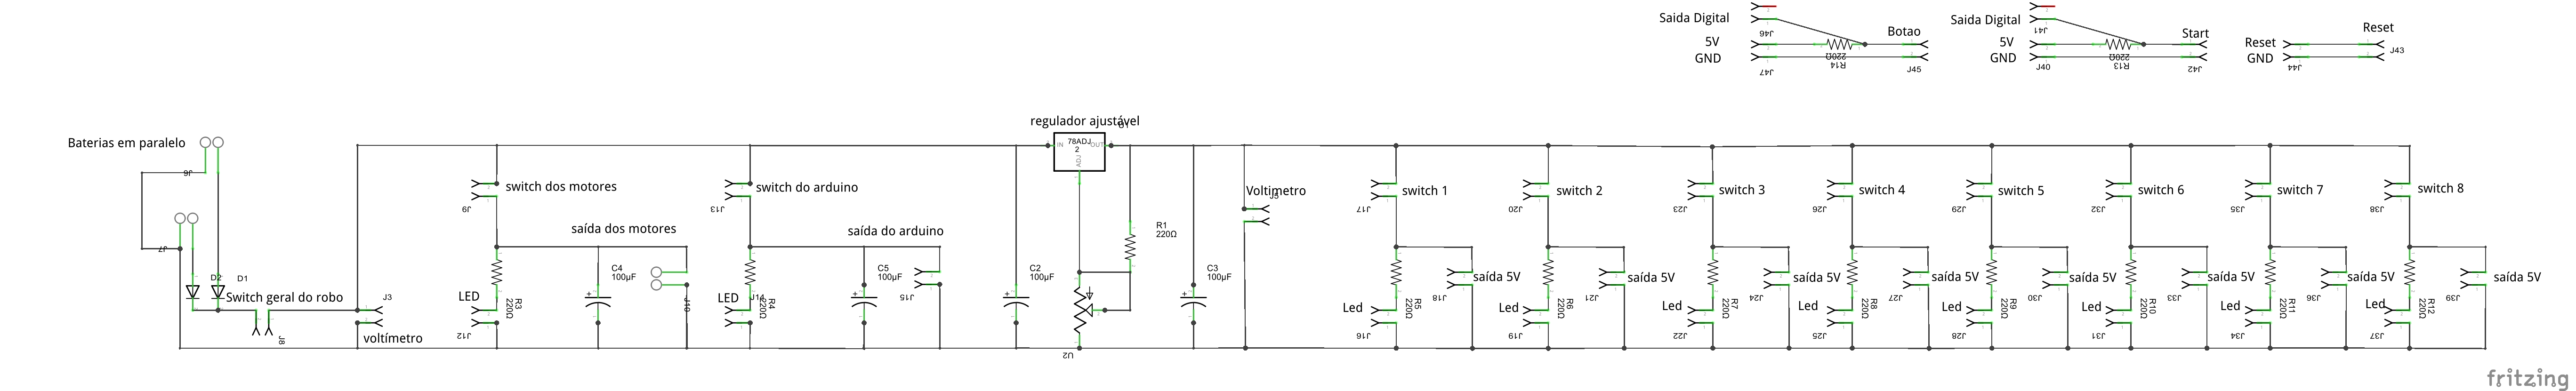 Saida Digital
J46
5V
GND
J47
220Ω
R14
Botao
J45
Saida Digital
J41
5V
GND
J40
220Ω
R13
Start
J42
Reset
GND
J44
Reset
J43
Baterias em paralelo
J6
J7
D2
D1
Switch geral do robo
J8
J3
voltímetro
switch dos motores
J9
saída dos motores
LED
R3
220Ω
J12
C4
100µF
J10
switch do arduino
J13
saída do arduino
LED
J14
R4
220Ω
C5
100µF
J15
regulador ajustável
78ADJ
2
IN
OUT
ADJ
C2
100µF
R1
220Ω
U2
C3
100µF
Voltimetro
J5
switch 1
J17
saída 5V
J18
Led
R5
220Ω
J16
switch 2
J20
saída 5V
J21
Led
R6
220Ω
J19
switch 3
J23
saída 5V
J24
Led
R7
220Ω
J22
switch 4
J26
saída 5V
J27
Led
R8
220Ω
J25
switch 5
J29
saída 5V
J30
Led
R9
220Ω
J28
switch 6
J32
saída 5V
J33
Led
R10
220Ω
J31
switch 7
J35
saída 5V
J36
Led
R11
220Ω
J34
switch 8
J38
saída 5V
J39
Led
R12
220Ω
J37
fritzing